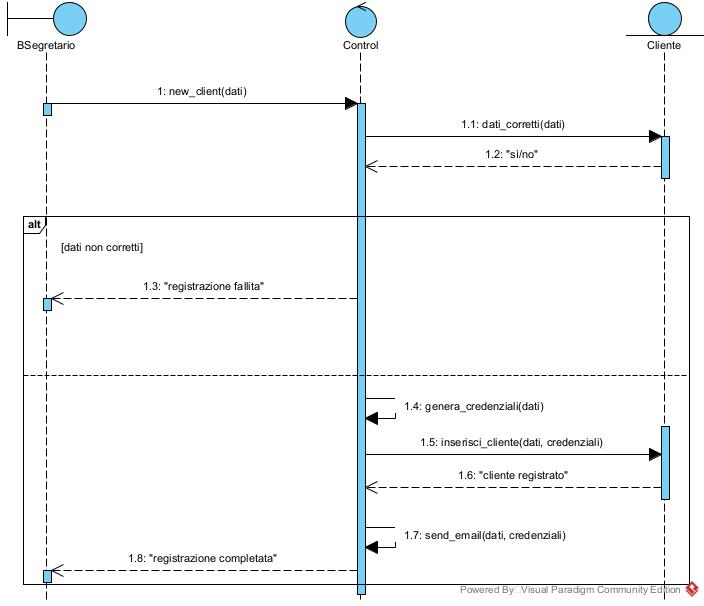 BSegretario
Control
Cliente
1: new_client(dati)
1.1: dati_corretti(dati)
1.2: "sì/no"
alt
[dati non corretti]
1.3: "registrazione fallita"
1.4: genera_credenziali(dati)
1.5: inserisci_cliente(dati, credenziali)
1.6: "cliente registrato"
1.7: send_email(dati, credenziali)
1.8: "registrazione completata"
Powered By Visual Paradigm Community Edition